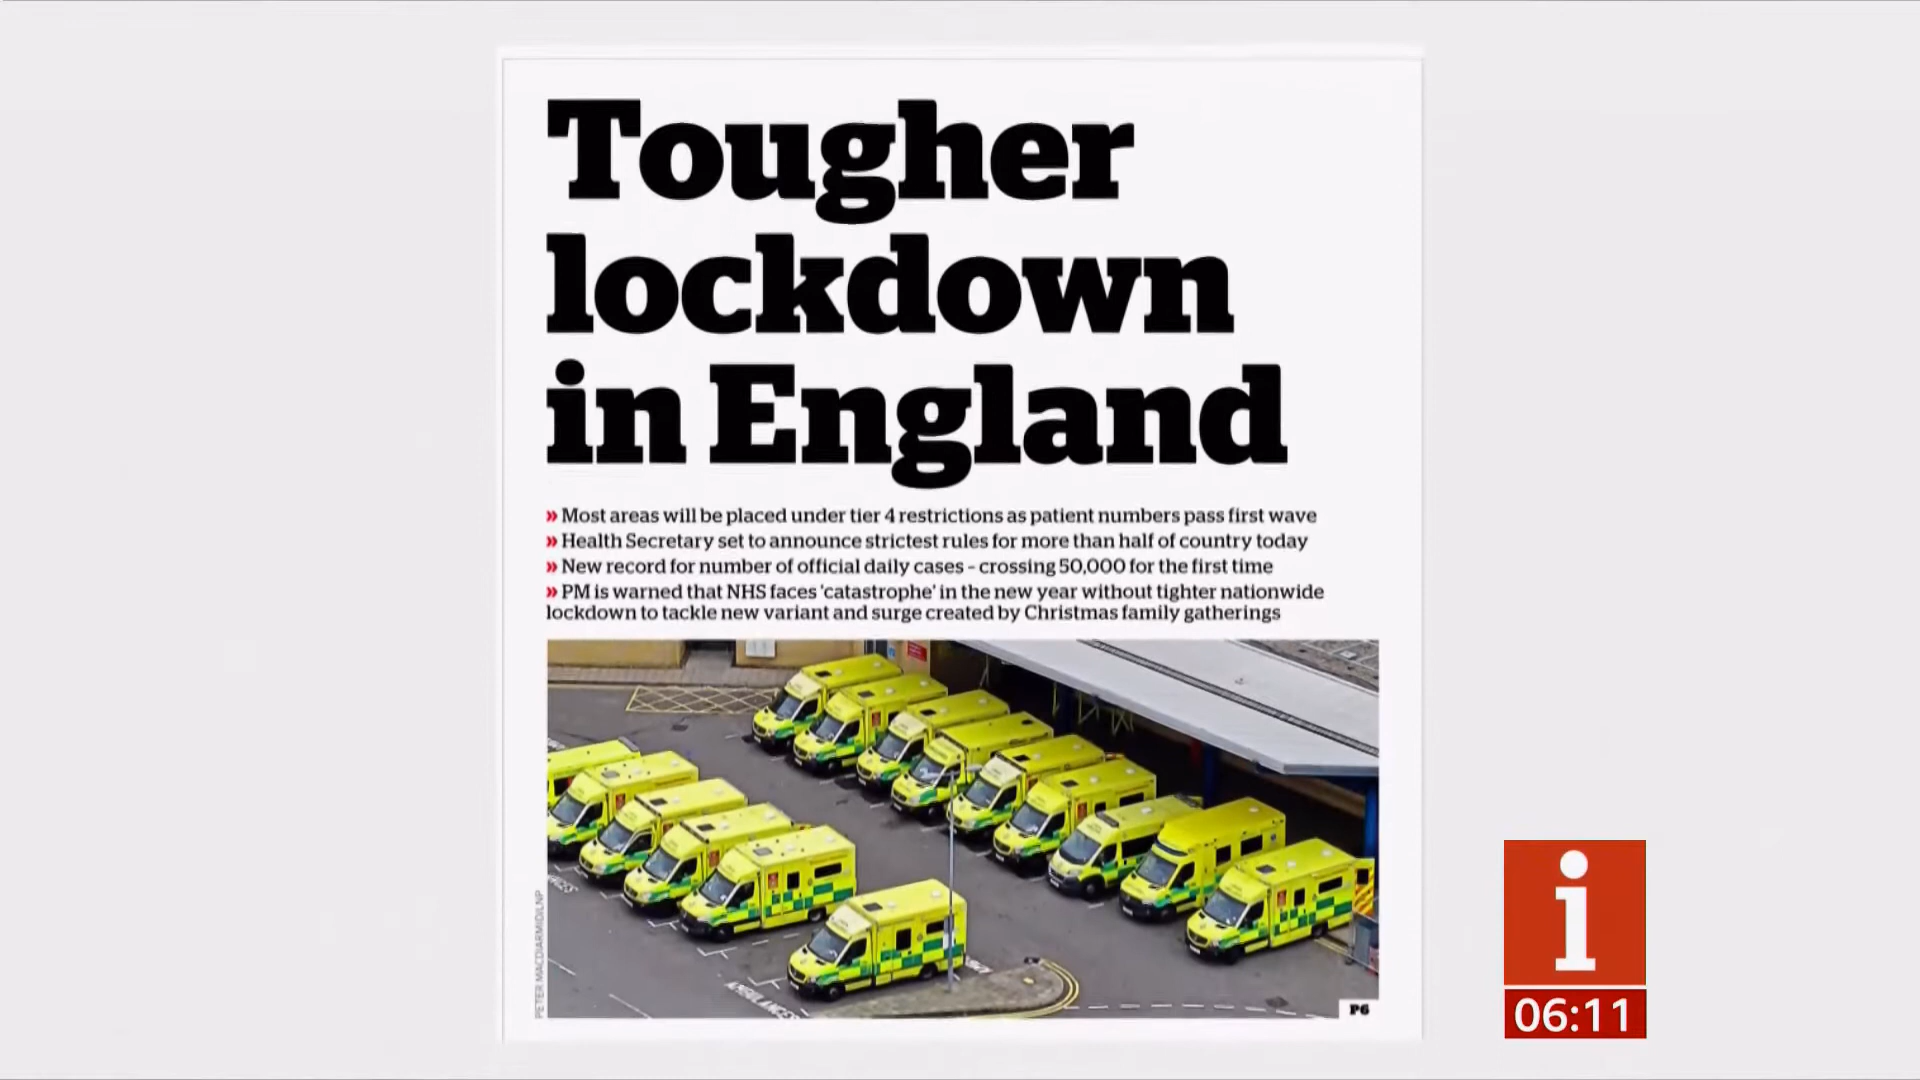 Tougher
lockdown
in England
» Most areas will be placed under tier 4 restrictions as patient numbers pass first wave
» Health Secretary set to announce strictest rules for more than half of country today
» New record for number of official daily cases – crossing 50,000 for the first time
» PM is warned that NHS faces ‘catastrophe’ in the new year without tighter nationwide
lockdown to tackle new variant and surge created by Christmas family gatherings
PETER MACDIARMID/LNP
AMBULANCES
P6
i
06:11